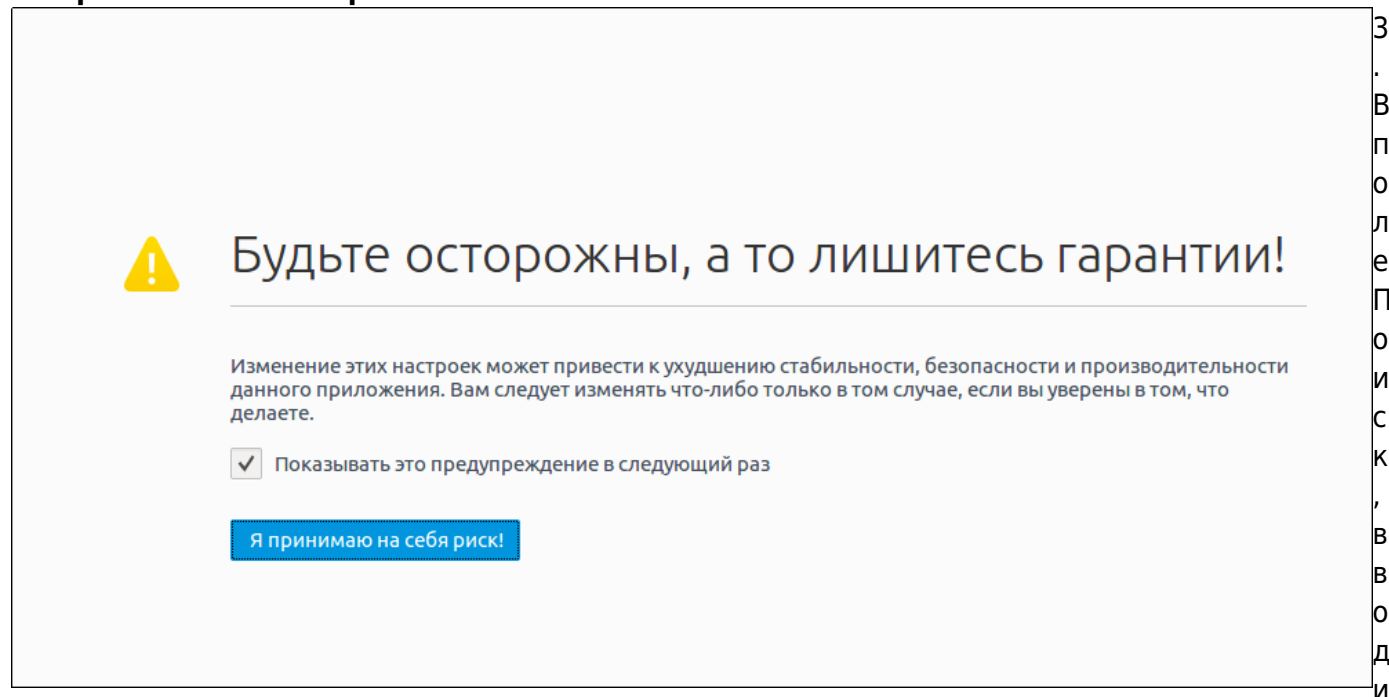 Будьте осторожны, а то лишитесь гарантии!
Изменение этих настроек может привести к ухудшению стабильности, безопасности и производительности
данного приложения. Вам следует изменять что-либо только в том случае, если вы уверены в том, что
делаете.
Показывать это предупреждение в следующий раз
Я принимаю на себя риск!
3
.
В
п
о
л
е
П
о
и
с
к
,
в
в
о
д
и